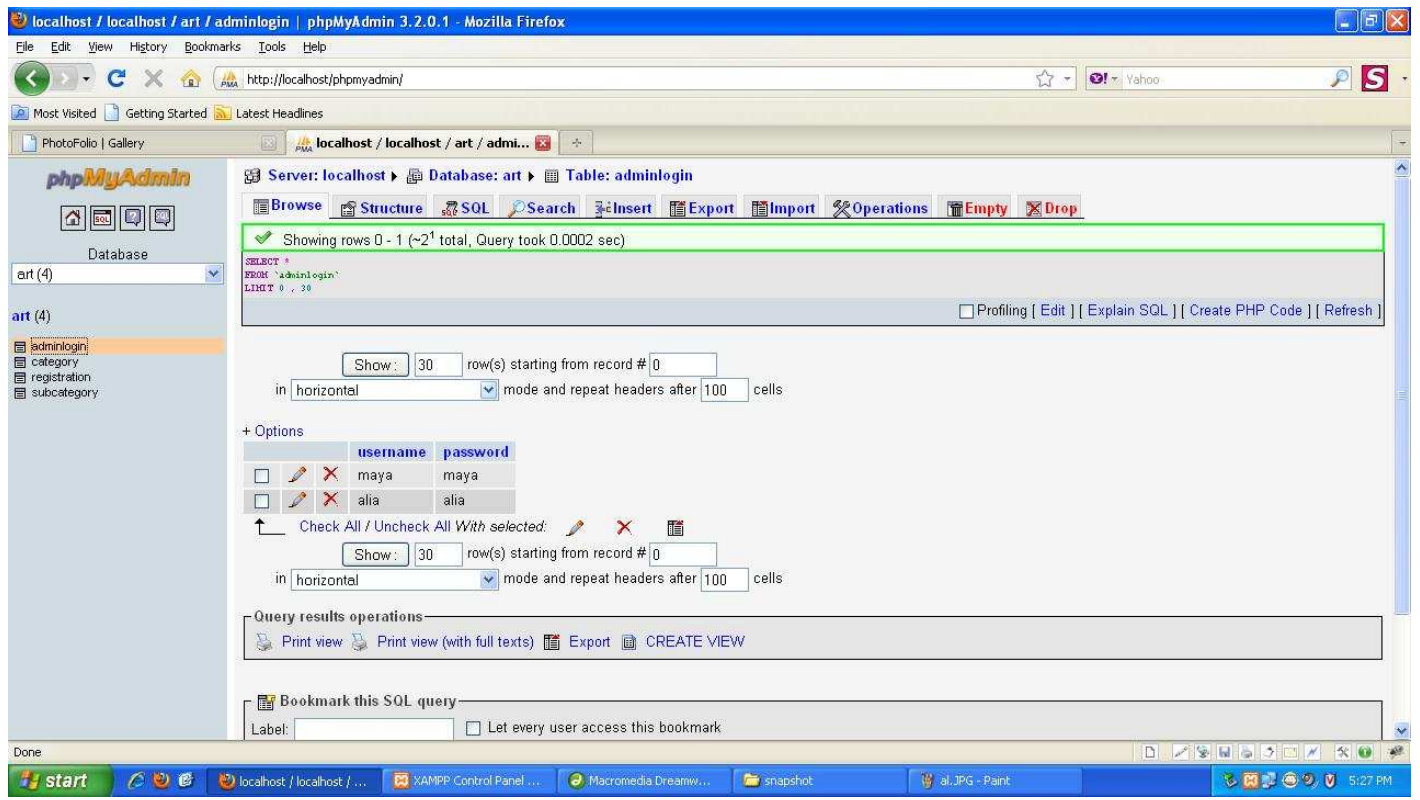 localhost / localhost / art / adminlogin | phpMyAdmin 3.2.0.1 - Mozilla Firefox
File Edit View History Bookmarks Tools Help
http://localhost/phpmyadmin/ Yahoo
Most Visited Getting Started Latest Headlines
PhotoFolio | Gallery localhost / localhost / art / admi...
phpMyAdmin
SQL
Database
art (4)
art (4)
adminlogin
category
registration
subcategory
Server: localhost Database: art Table: adminlogin
Browse Structure SQL Search Insert Export Import Operations Empty Drop
Showing rows 0 - 1 (~2¹ total, Query took 0.0002 sec)
SELECT *
FROM `adminlogin`
LIMIT 0 , 30
Profiling [ Edit ] [ Explain SQL ] [ Create PHP Code ] [ Refresh ]
Show : 30 row(s) starting from record # 0
in horizontal mode and repeat headers after 100 cells
+ Options
username password
maya maya
alia alia
Check All / Uncheck All With selected:
Show : 30 row(s) starting from record # 0
in horizontal mode and repeat headers after 100 cells
Query results operations
Print view Print view (with full texts) Export CREATE VIEW
Bookmark this SQL query
Label: Let every user access this bookmark
Done
start localhost / localhost / ... XAMPP Control Panel ... Macromedia Dreamw... snapshot al.JPG - Paint 5:27 PM